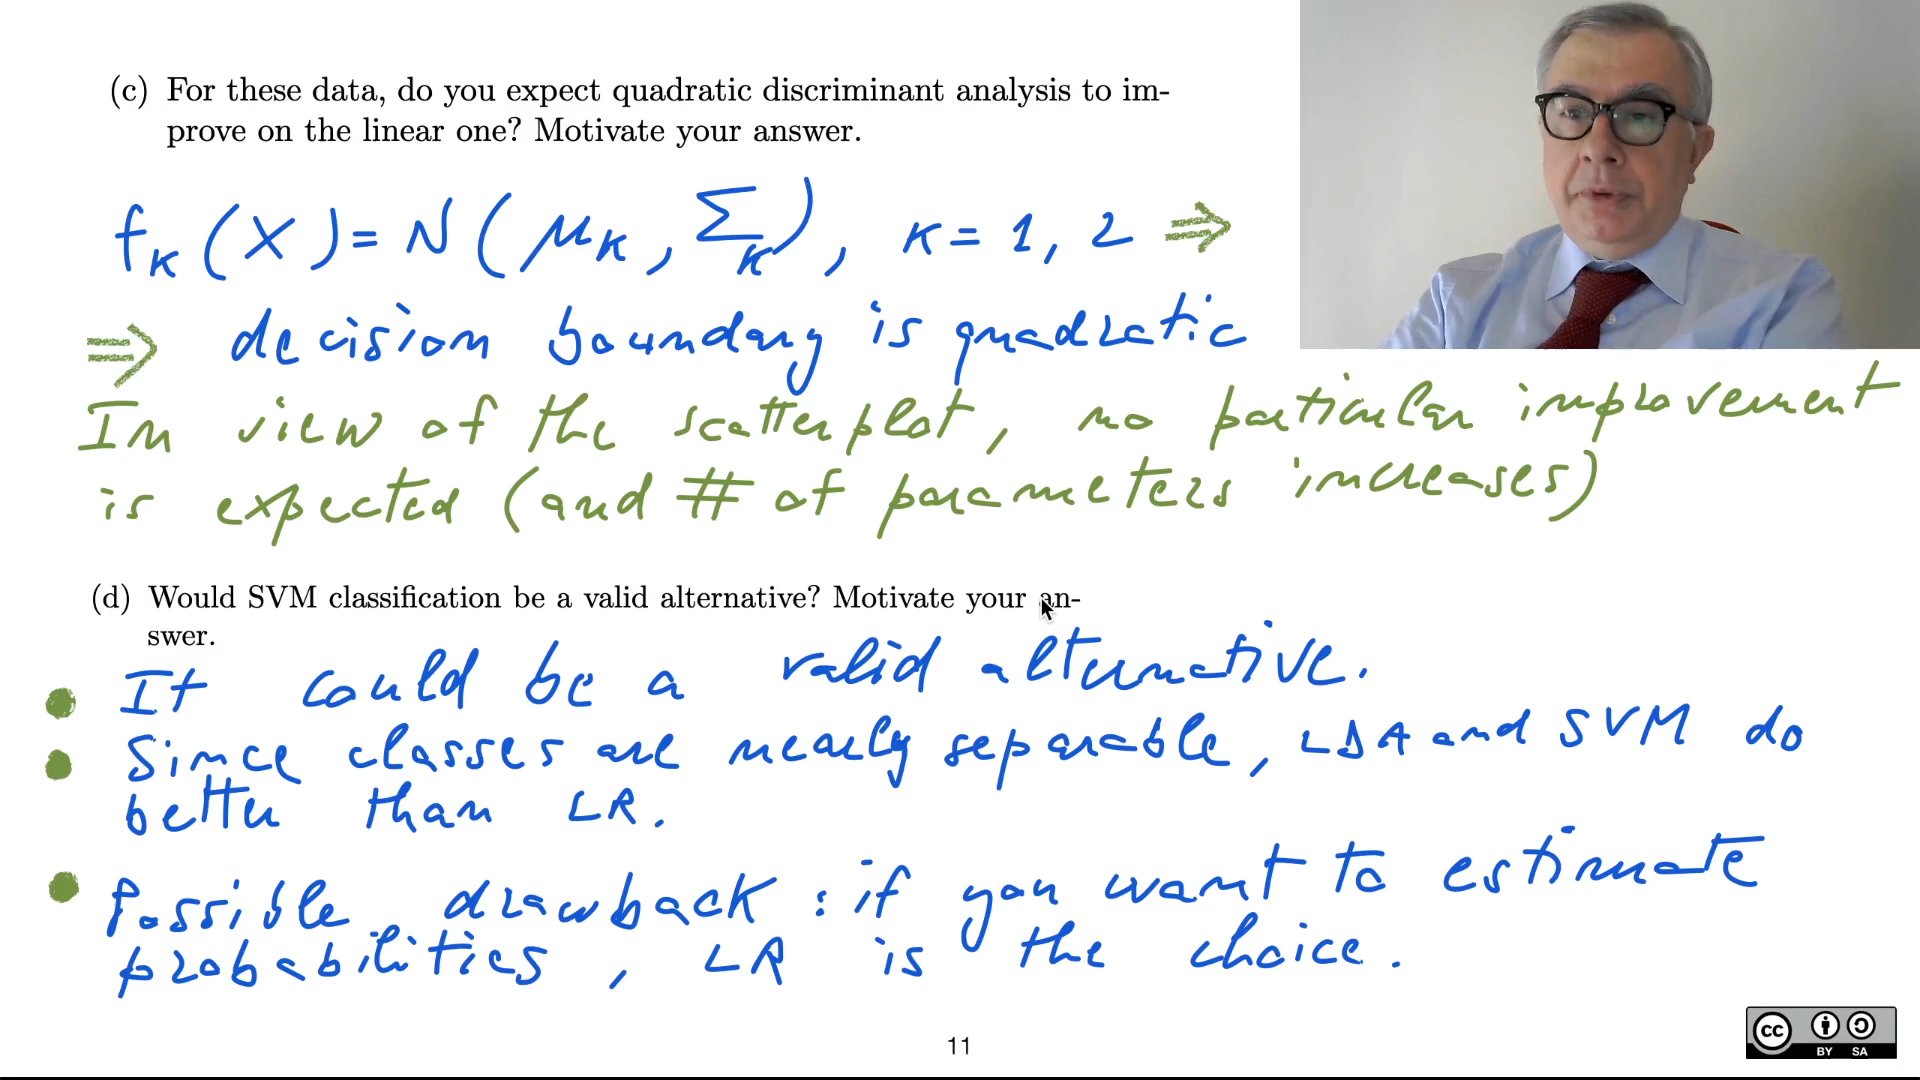 (c) For these data, do you expect quadratic discriminant analysis to im-
prove on the linear one? Motivate your answer.
fK (X) = N (μK, ΣK), K = 1, 2 ⇒
⇒ decision boundary is quadratic
In view of the scatterplot, no particular improvement
is expected (and # of parameters increases)
(d) Would SVM classification be a valid alternative? Motivate your an-
swer.
• It could be a valid alternative.
• Since classes are nearly separable, LDA and SVM do
better than LR.
• Possible drawback: if you want to estimate
probabilities, LR is the choice.
11
cc
BY SA